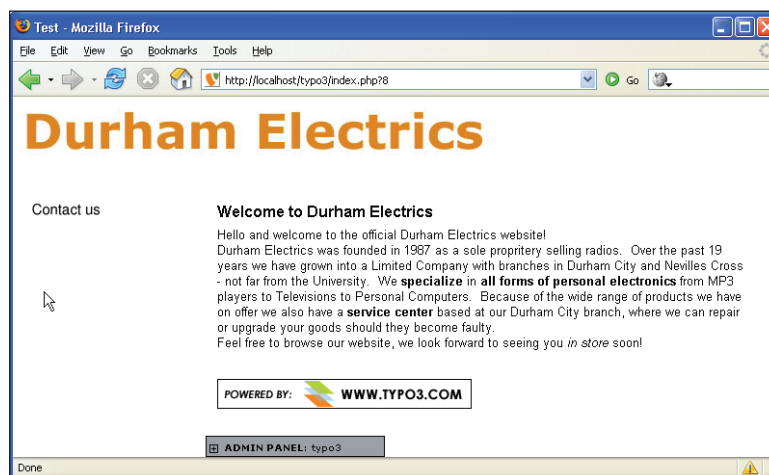 Test - Mozilla Firefox
File Edit View Go Bookmarks Tools Help
http://localhost/typo3/index.php?8 Go
Durham Electrics
Contact us
Welcome to Durham Electrics
Hello and welcome to the official Durham Electrics website!
Durham Electrics was founded in 1987 as a sole propritery selling radios. Over the past 19
years we have grown into a Limited Company with branches in Durham City and Nevilles Cross
- not far from the University. We specialize in all forms of personal electronics from MP3
players to Televisions to Personal Computers. Because of the wide range of products we have
on offer we also have a service center based at our Durham City branch, where we can repair
or upgrade your goods should they become faulty.
Feel free to browse our website, we look forward to seeing you in store soon!
POWERED BY: WWW.TYPO3.COM
ADMIN PANEL: typo3
Done